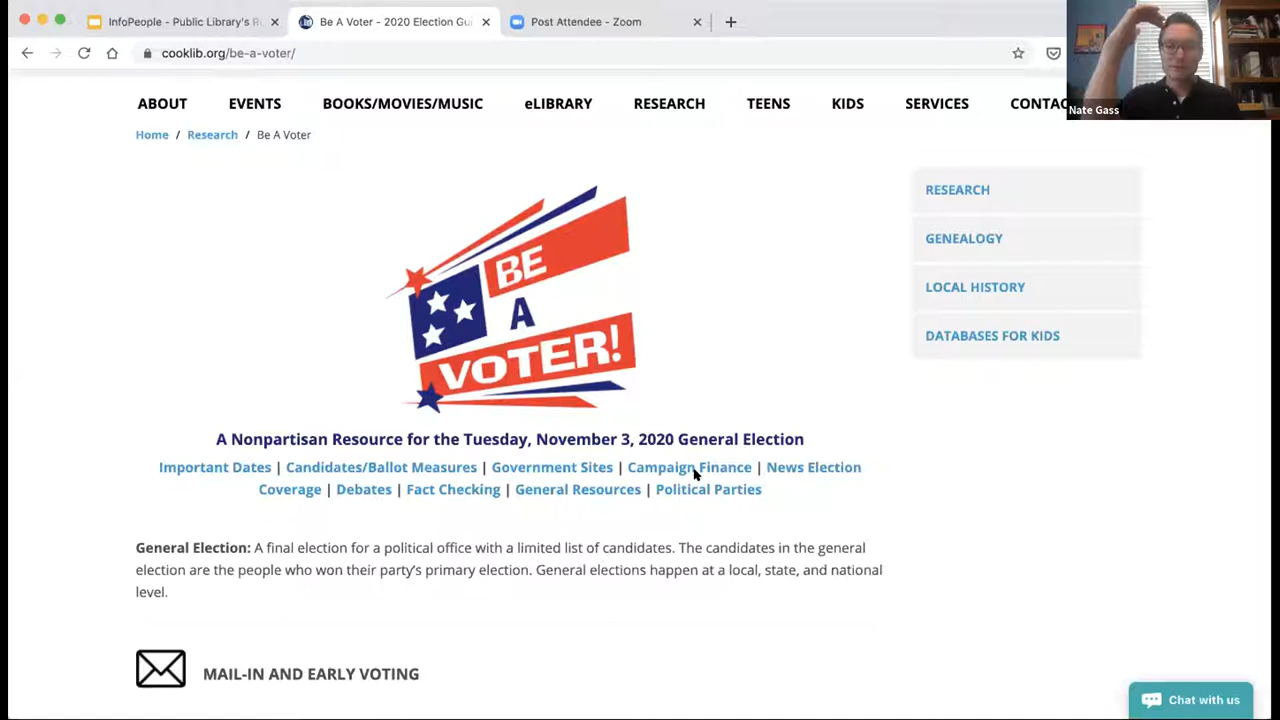 InfoPeople - Public Library's R
Be A Voter - 2020 Election Gui
Post Attendee - Zoom
cooklib.org/be-a-voter/
Nate Gass
ABOUT EVENTS BOOKS/MOVIES/MUSIC eLIBRARY RESEARCH TEENS KIDS SERVICES CONTAC
Home / Research / Be A Voter
BE
A
VOTER!
RESEARCH
GENEALOGY
LOCAL HISTORY
DATABASES FOR KIDS
A Nonpartisan Resource for the Tuesday, November 3, 2020 General Election
Important Dates | Candidates/Ballot Measures | Government Sites | Campaign Finance | News Election
Coverage | Debates | Fact Checking | General Resources | Political Parties
General Election: A final election for a political office with a limited list of candidates. The candidates in the general
election are the people who won their party's primary election. General elections happen at a local, state, and national
level.
MAIL-IN AND EARLY VOTING
Chat with us